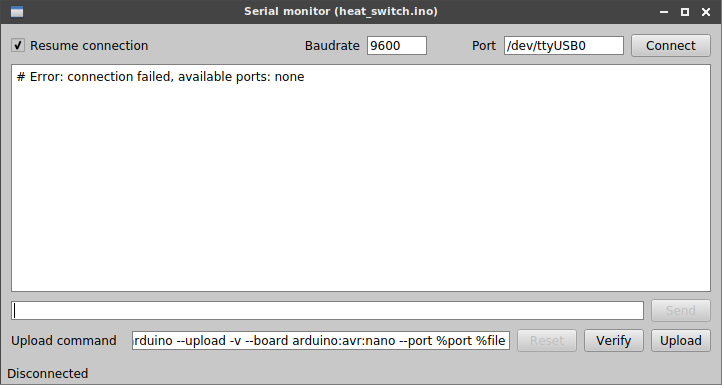 Serial monitor (heat_switch.ino)
Resume connection Baudrate 9600 Port /dev/ttyUSB0 Connect
# Error: connection failed, available ports: none
Send
Upload command rduino --upload -v --board arduino:avr:nano --port %port %file Reset Verify Upload
Disconnected